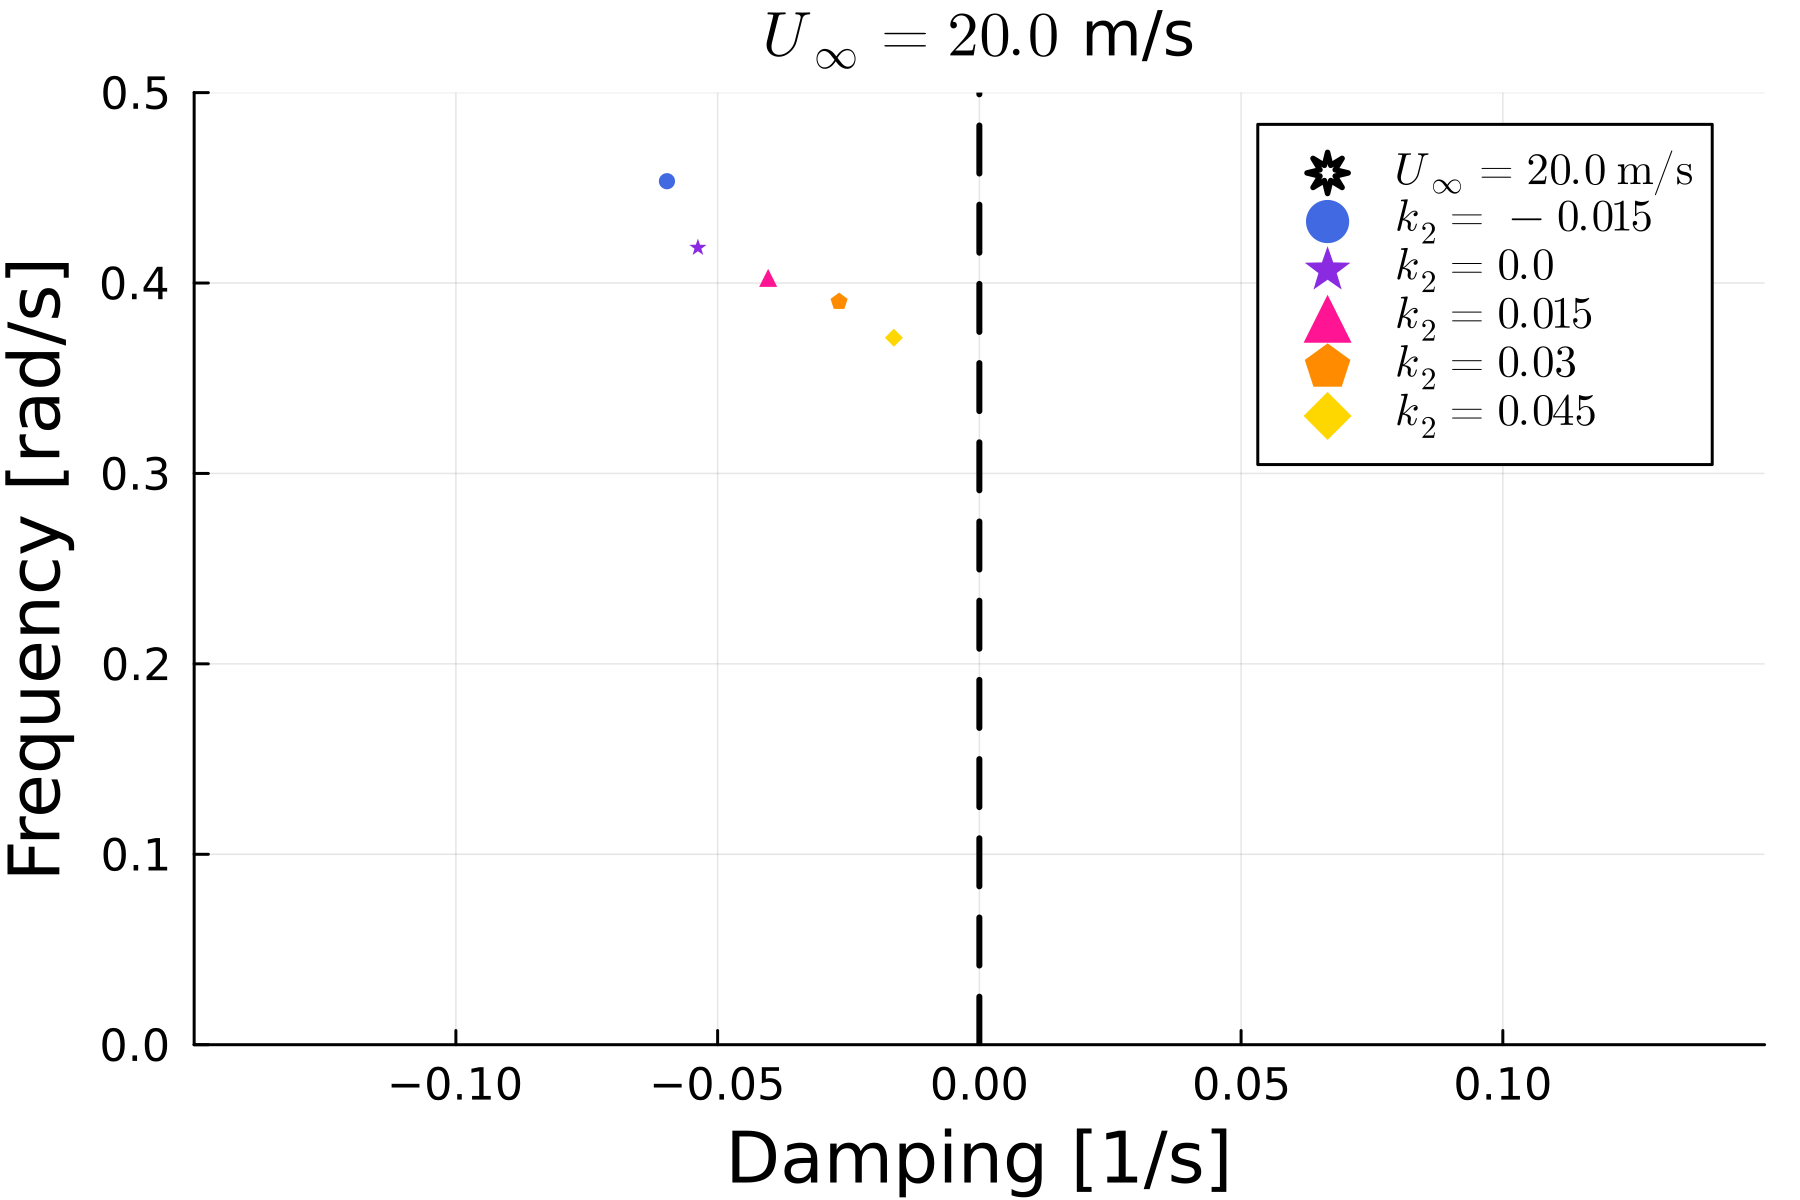 U∞ = 20.0 m/s
Frequency [rad/s]
0.5
0.4
0.3
0.2
0.1
0.0
U∞ = 20.0 m/s
k₂ = −0.015
k₂ = 0.0
k₂ = 0.015
k₂ = 0.03
k₂ = 0.045
−0.10 −0.05 0.00 0.05 0.10
Damping [1/s]